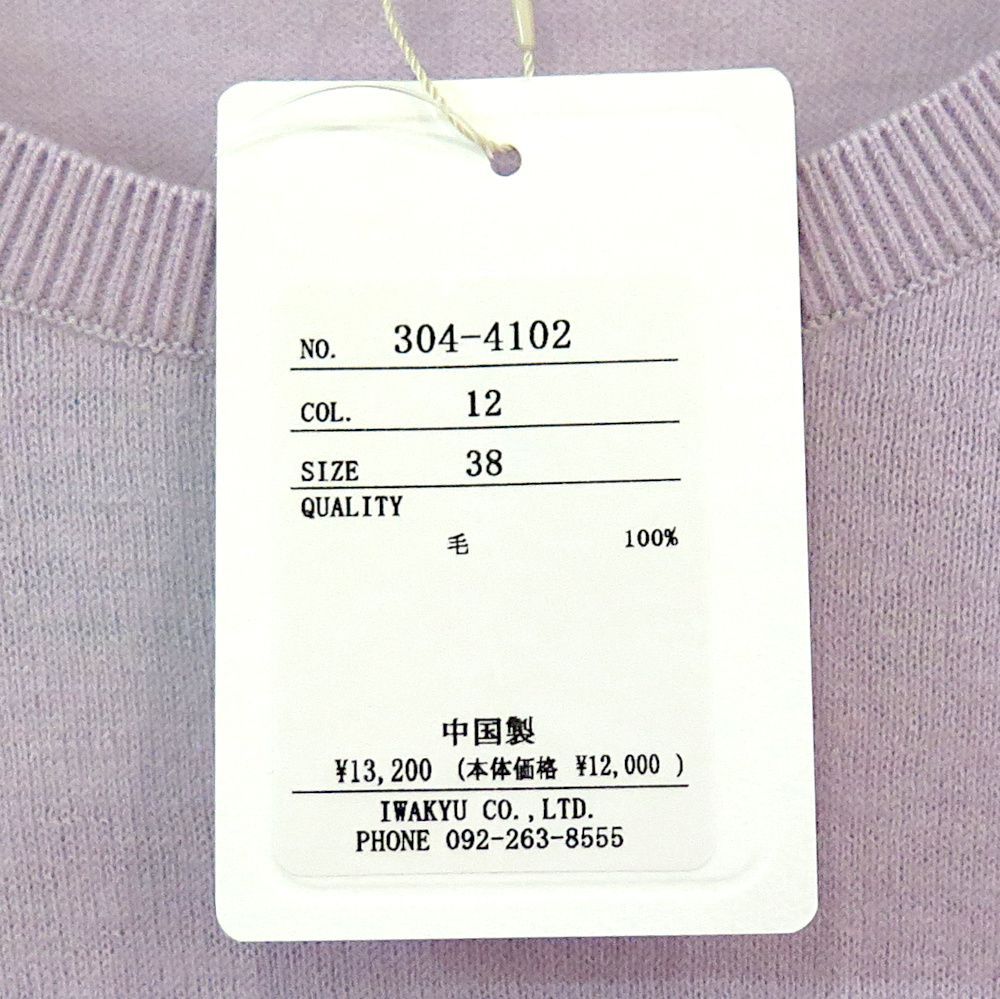 NO. 304-4102
COL. 12
SIZE 38
QUALITY
毛 100%
中国製
¥13,200 (本体価格 ¥12,000 )
IWAKYU CO.,LTD.
PHONE 092-263-8555